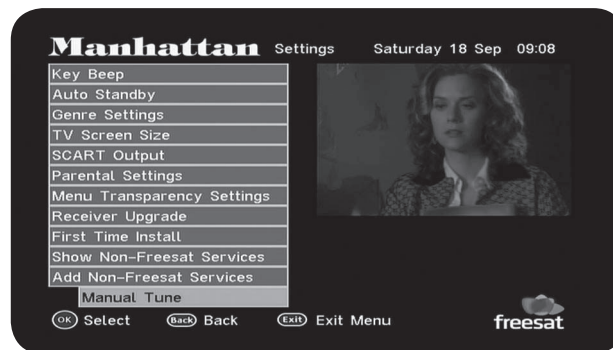 Manhattan Settings Saturday 18 Sep 09:08
Key Beep
Auto Standby
Genre Settings
TV Screen Size
SCART Output
Parental Settings
Menu Transparency Settings
Receiver Upgrade
First Time Install
Show Non-Freesat Services
Add Non-Freesat Services
Manual Tune
OK Select Back Back Exit Exit Menu
freesat